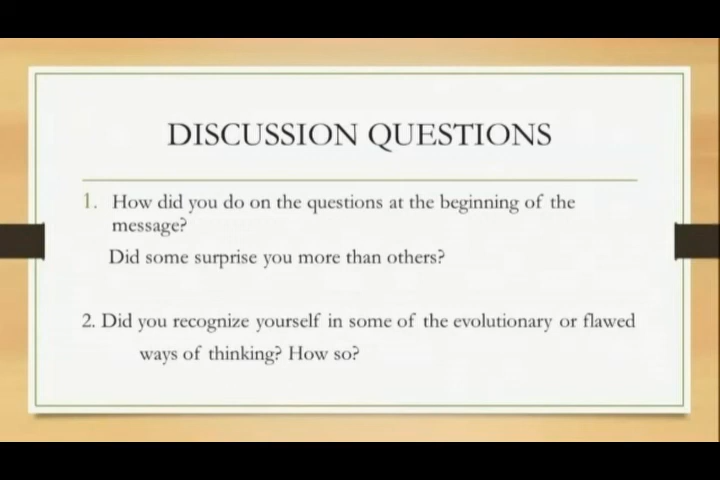 DISCUSSION QUESTIONS
1. How did you do on the questions at the beginning of the
message?
Did some surprise you more than others?
2. Did you recognize yourself in some of the evolutionary or flawed
ways of thinking? How so?